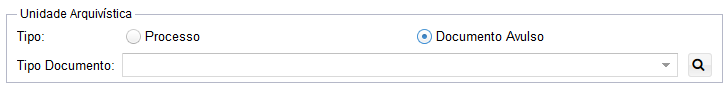 Unidade Arquivística
Tipo: Processo Documento Avulso
Tipo Documento: